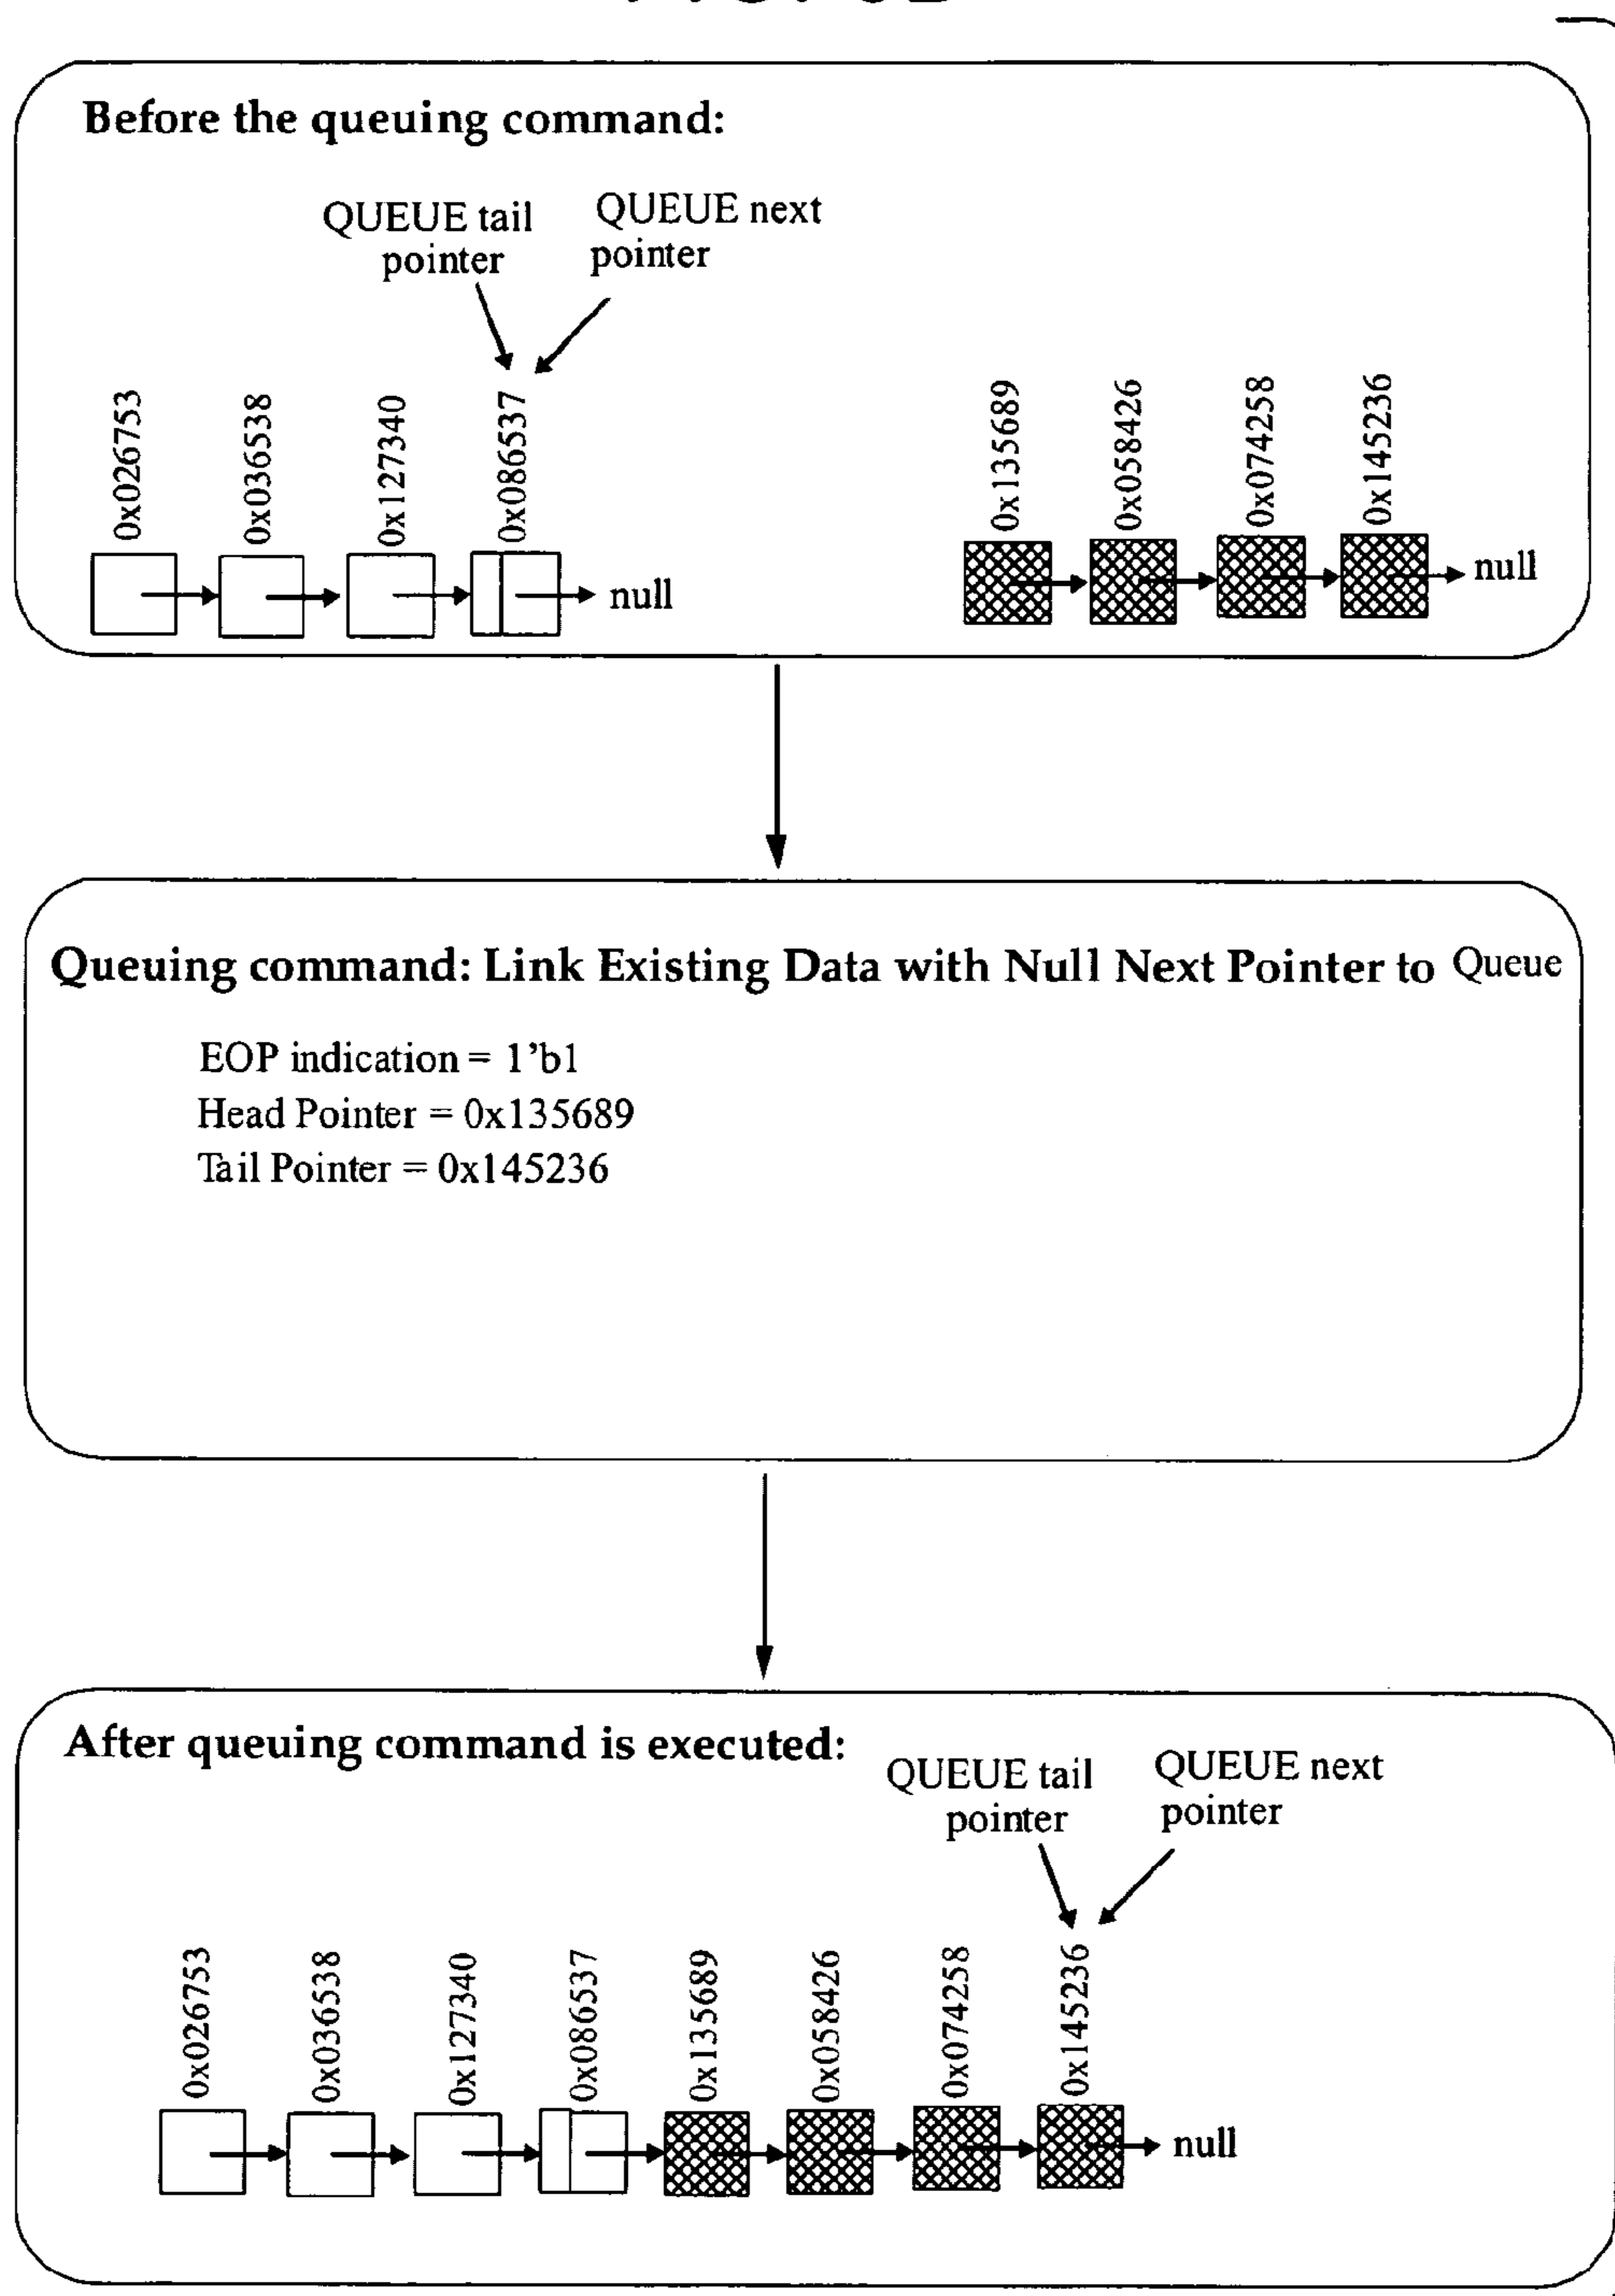 Before the queuing command:
QUEUE tail
pointer
QUEUE next
pointer
0x026753
0x036538
0x127340
0x086537
0x135689
0x058426
0x074258
0x145236
null
null
Queuing command: Link Existing Data with Null Next Pointer to Queue
EOP indication = 1’b1
Head Pointer = 0x135689
Tail Pointer = 0x145236
After queuing command is executed:
QUEUE tail
pointer
QUEUE next
pointer
0x026753
0x036538
0x127340
0x086537
0x135689
0x058426
0x074258
0x145236
null